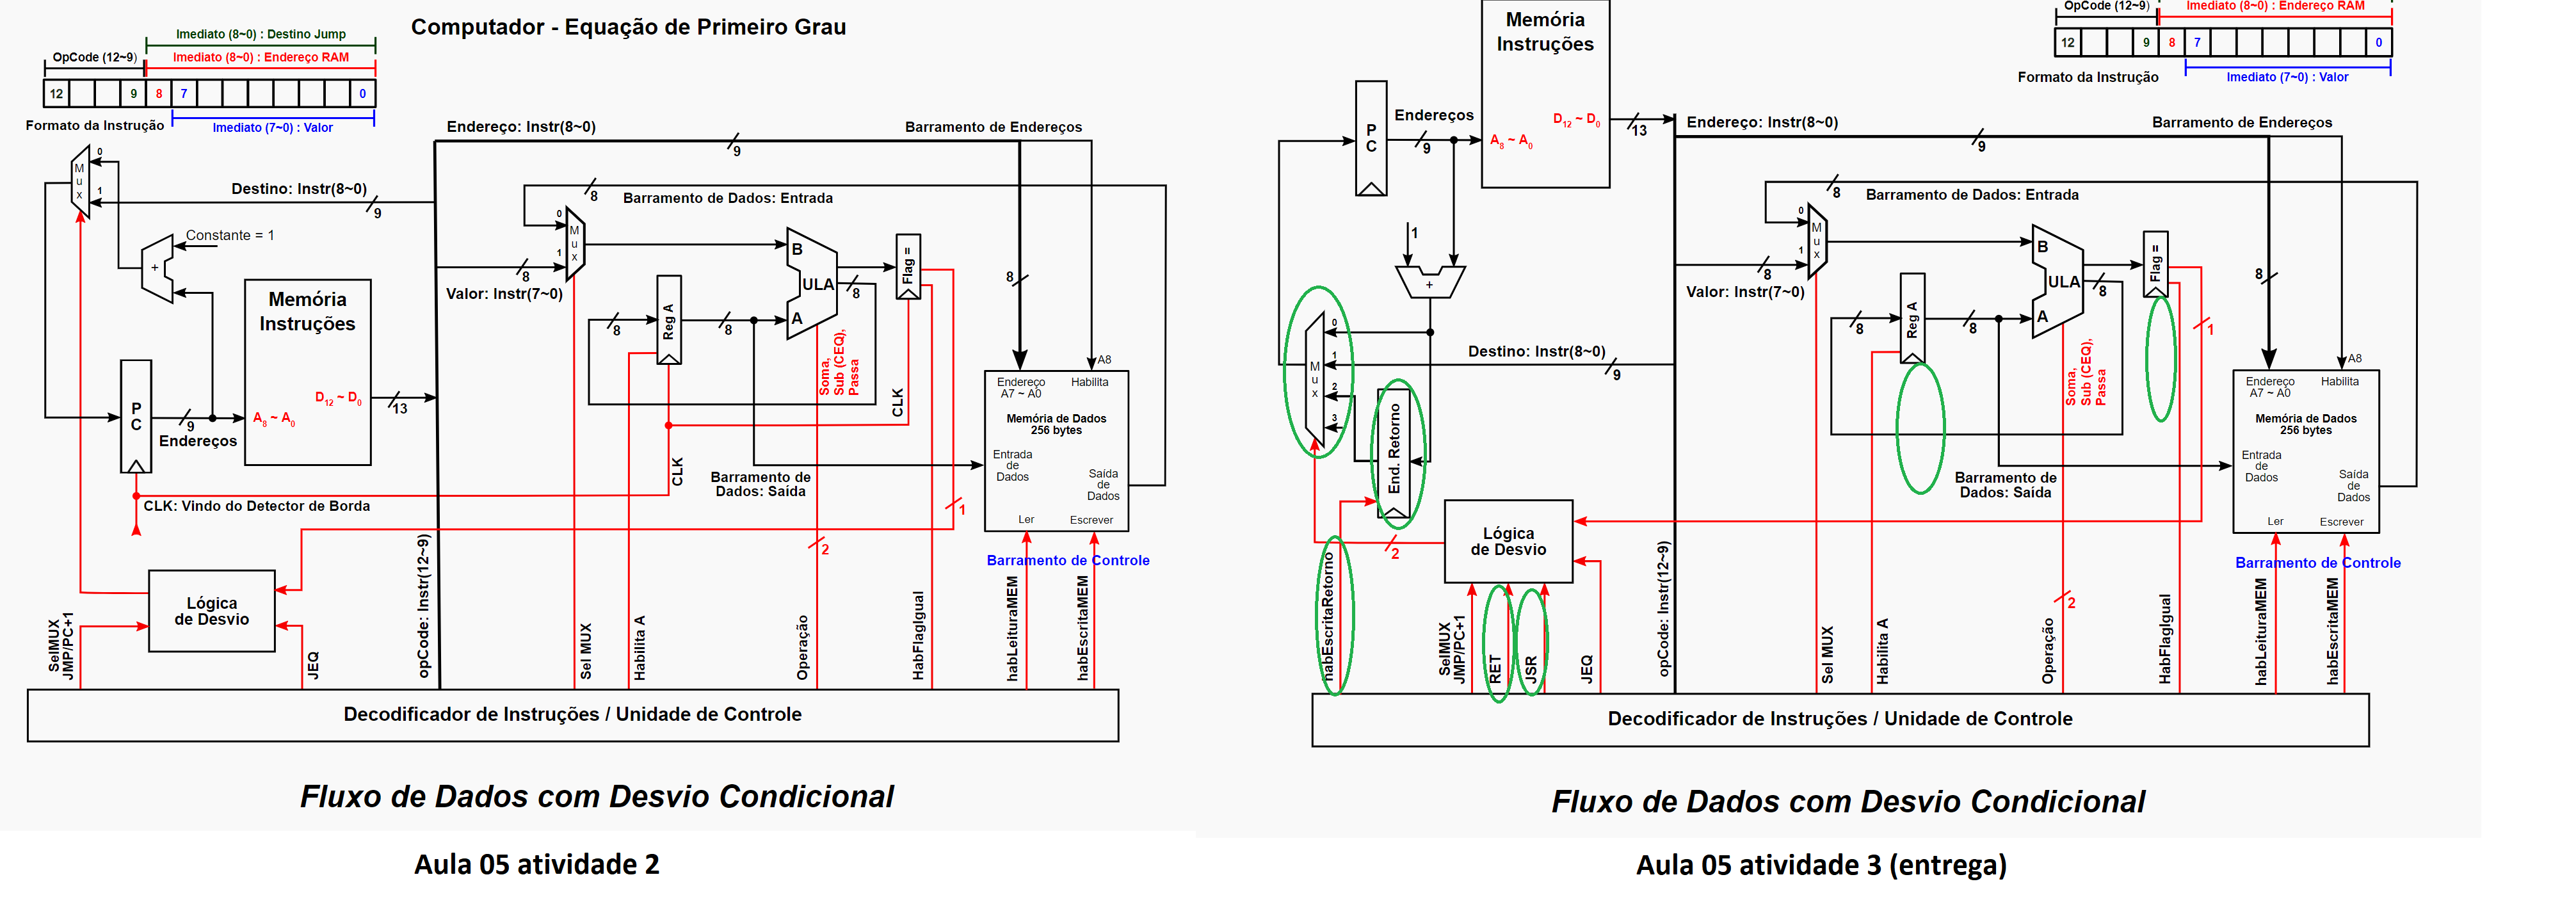 Computador - Equação de Primeiro Grau
Imediato (8~0) : Destino Jump
OpCode (12~9)
Imediato (8~0) : Endereço RAM
12
9
8
7
0
Formato da Instrução
Imediato (7~0) : Valor
Endereço: Instr(8~0)
9
Barramento de Endereços
Mux
0
1
Destino: Instr(8~0)
9
8
Barramento de Dados: Entrada
Constante = 1
+
0
1
Mux
8
Valor: Instr(7~0)
B
ULA
A
8
Flag =
8
Memória
Instruções
8
Reg A
8
Soma,
Sub (CEQ),
Passa
CLK
A8
Endereço
A7 ~ A0
Habilita
Memória de Dados
256 bytes
Entrada
de
Dados
Saída
de
Dados
Ler
Escrever
PC
9
Endereços
A8 ~ A0
D12 ~ D0
13
CLK
Barramento de
Dados: Saída
CLK: Vindo do Detector de Borda
1
2
Barramento de Controle
Lógica
de Desvio
SelMUX
JMP/PC+1
JEQ
opCode: Instr(12~9)
Sel MUX
Habilita A
Operação
HabFlagIgual
habLeituraMEM
habEscritaMEM
Decodificador de Instruções / Unidade de Controle
Fluxo de Dados com Desvio Condicional
Aula 05 atividade 2
Memória
Instruções
OpCode (12~9)
Imediato (8~0) : Endereço RAM
12
9
8
7
0
Formato da Instrução
Imediato (7~0) : Valor
PC
Endereços
9
A8 ~ A0
D12 ~ D0
13
Endereço: Instr(8~0)
9
Barramento de Endereços
8
Barramento de Dados: Entrada
1
+
0
1
Mux
8
Valor: Instr(7~0)
B
ULA
A
8
Flag =
8
0
1
2
3
Mux
Destino: Instr(8~0)
9
End. Retorno
8
Reg A
8
Soma,
Sub (CEQ),
Passa
1
A8
Endereço
A7 ~ A0
Habilita
Memória de Dados
256 bytes
Entrada
de
Dados
Saída
de
Dados
Ler
Escrever
Barramento de
Dados: Saída
Lógica
de Desvio
2
2
Barramento de Controle
habEscritaRetorno
SelMUX
JMP/PC+1
RET
JSR
JEQ
opCode: Instr(12~9)
Sel MUX
Habilita A
Operação
HabFlagIgual
habLeituraMEM
habEscritaMEM
Decodificador de Instruções / Unidade de Controle
Fluxo de Dados com Desvio Condicional
Aula 05 atividade 3 (entrega)